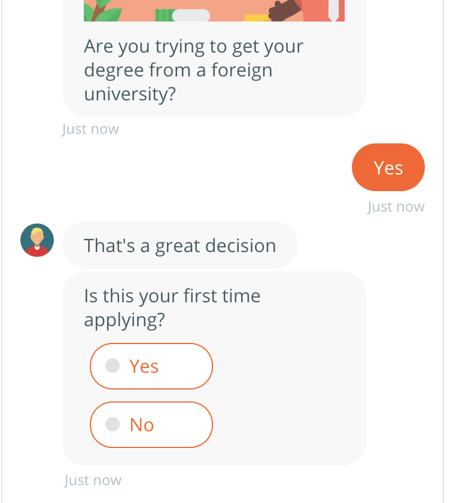 Are you trying to get your
degree from a foreign
university?
Just now
Yes
Just now
That's a great decision
Is this your first time
applying?
Yes
No
Just now